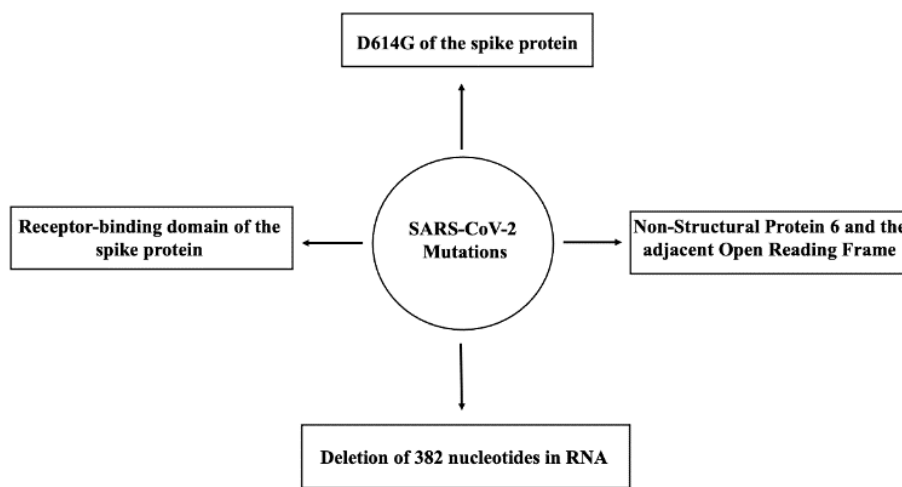 D614G of the spike protein
Receptor-binding domain of the
spike protein
SARS-CoV-2
Mutations
Non-Structural Protein 6 and the
adjacent Open Reading Frame
Deletion of 382 nucleotides in RNA